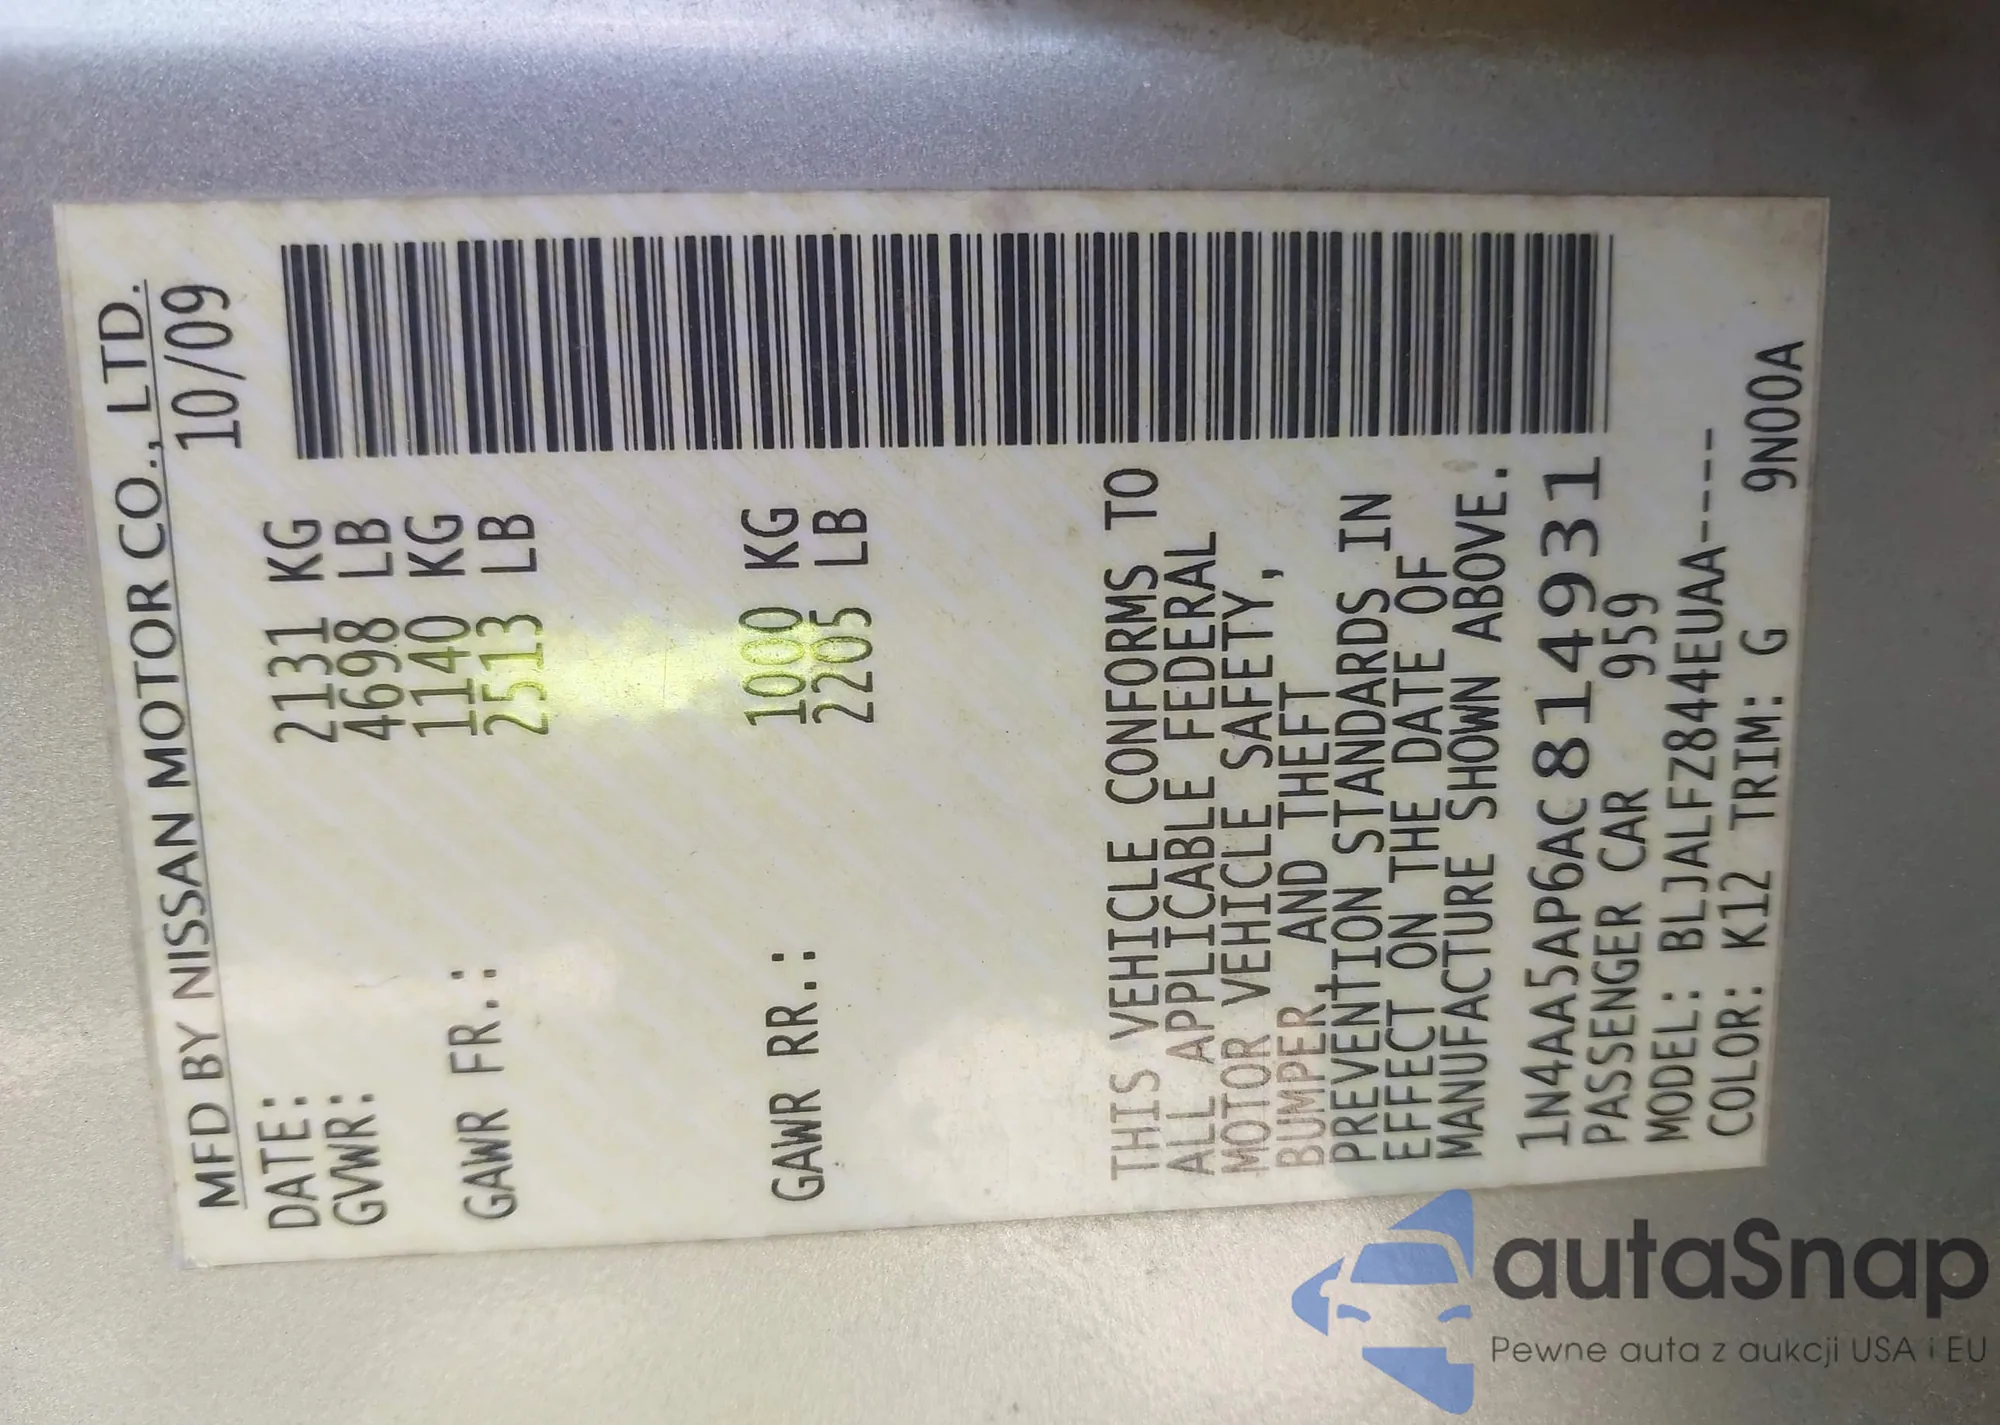 MFD BY NISSAN MOTOR CO., LTD.
DATE: 10/09
GVWR: 2131 KG
4698 LB
GAWR FR.: 1140 KG
2513 LB
GAWR RR.: 1000 KG
2205 LB
THIS VEHICLE CONFORMS TO
ALL APPLICABLE FEDERAL
MOTOR VEHICLE SAFETY,
BUMPER, AND THEFT
PREVENTION STANDARDS IN
EFFECT ON THE DATE OF
MANUFACTURE SHOWN ABOVE.
1N4AA5AP6AC814931
PASSENGER CAR 959
MODEL: BLJALFZ844EUAA----
COLOR: K12 TRIM: G 9N00A
autaSnap
Pewne auta z aukcji USA i EU